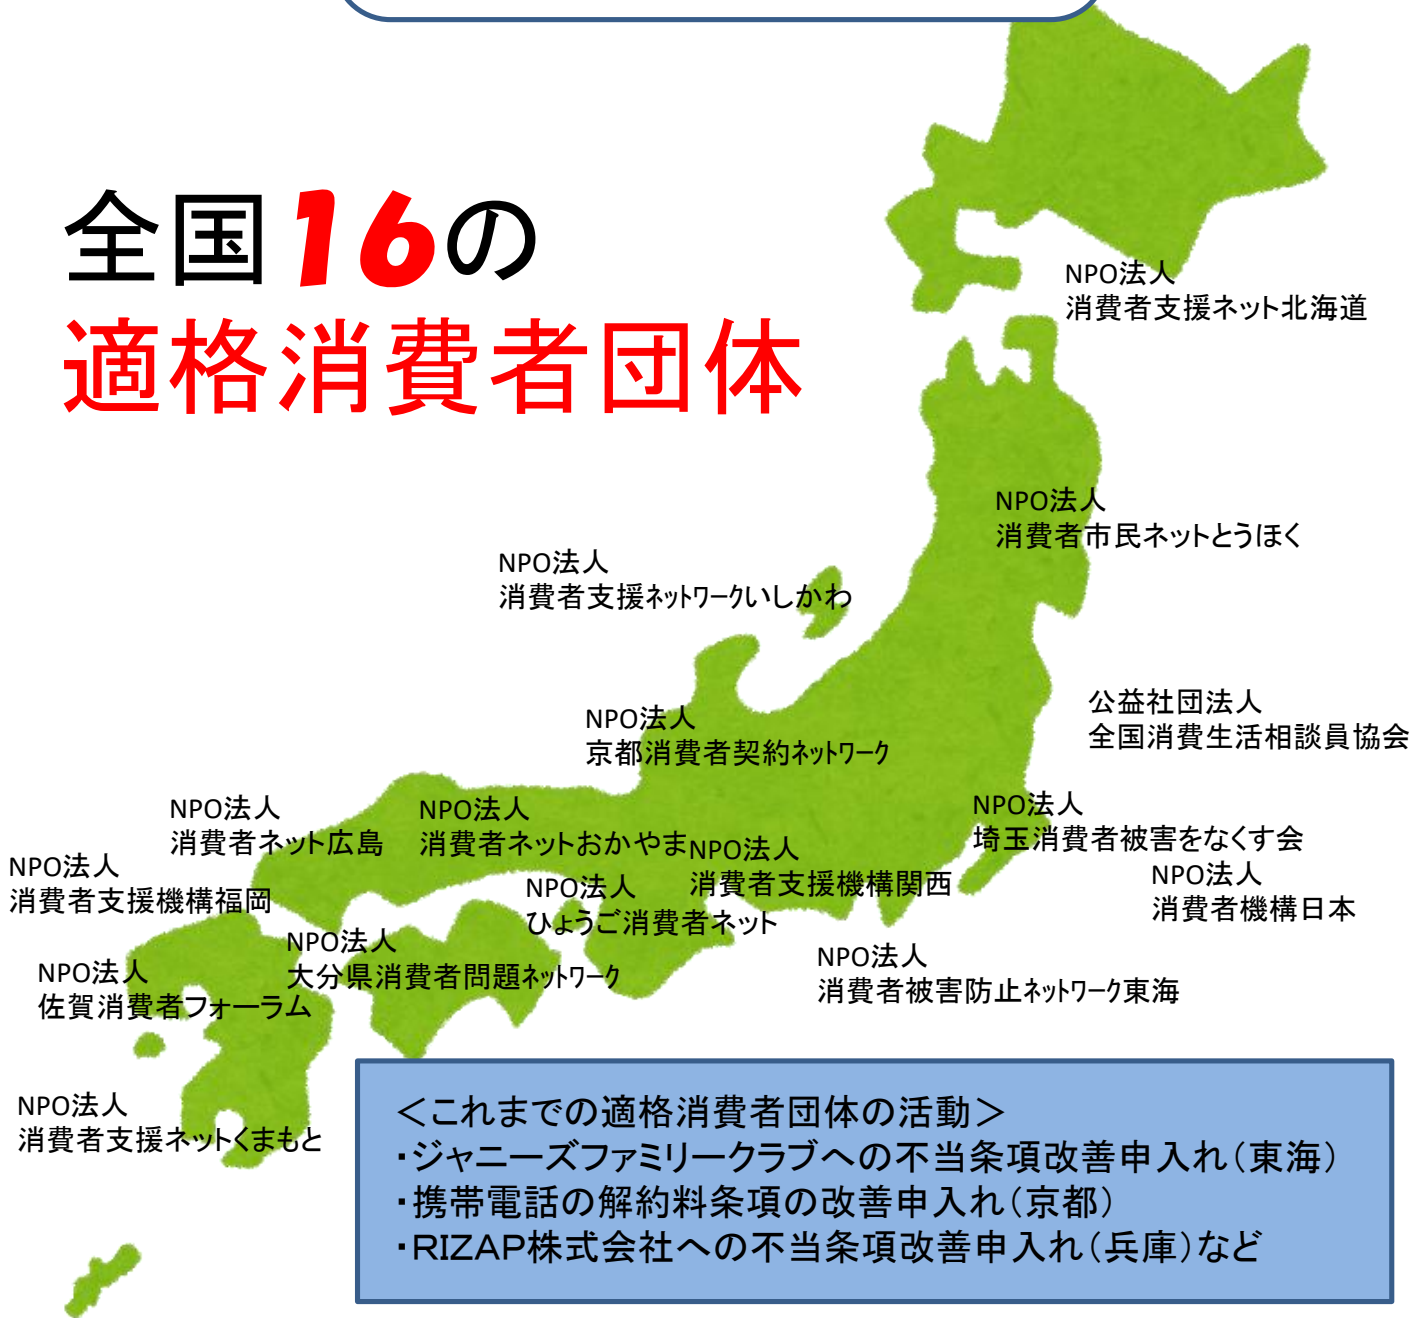 全国16の
適格消費者団体
NPO法人
消費者支援ネット北海道
NPO法人
消費者市民ネットとうほく
NPO法人
消費者支援ネットワークいしかわ
公益社団法人
全国消費生活相談員協会
NPO法人
京都消費者契約ネットワーク
NPO法人
消費者ネット広島
NPO法人
消費者ネットおかやま
NPO法人
埼玉消費者被害をなくす会
NPO法人
消費者支援機構関西
NPO法人
消費者支援機構福岡
NPO法人
ひょうご消費者ネット
NPO法人
消費者機構日本
NPO法人
大分県消費者問題ネットワーク
NPO法人
消費者被害防止ネットワーク東海
NPO法人
佐賀消費者フォーラム
NPO法人
消費者支援ネットくまもと
＜これまでの適格消費者団体の活動＞
・ジャニーズファミリークラブへの不当条項改善申入れ（東海）
・携帯電話の解約料条項の改善申入れ（京都）
・RIZAP株式会社への不当条項改善申入れ（兵庫）など